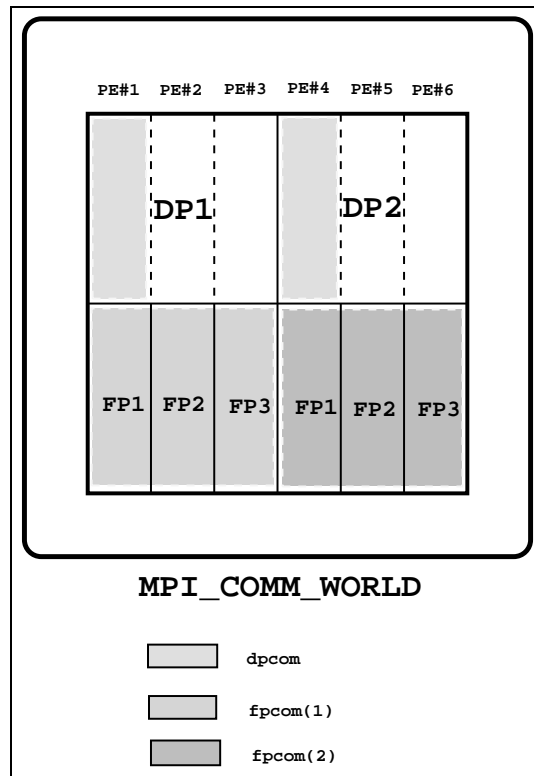 PE#1 PE#2 PE#3 PE#4 PE#5 PE#6
DP1 DP2
FP1 FP2 FP3 FP1 FP2 FP3
MPI_COMM_WORLD
dpcom
fpcom(1)
fpcom(2)